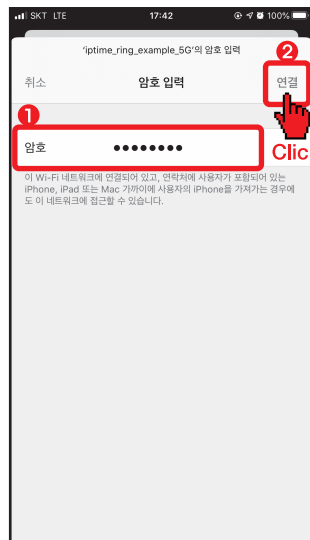 SKT LTE 17:42 100%
'iptime_ring_example_5G'의 암호 입력
2
취소 암호 입력 연결
1
Clic
암호 ●●●●●●●●
이 Wi-Fi 네트워크에 연결되어 있고, 연락처에 사용자가 포함되어 있는
iPhone, iPad 또는 Mac 가까이에 사용자의 iPhone을 가져가는 경우에
도 이 네트워크에 접근할 수 있습니다.